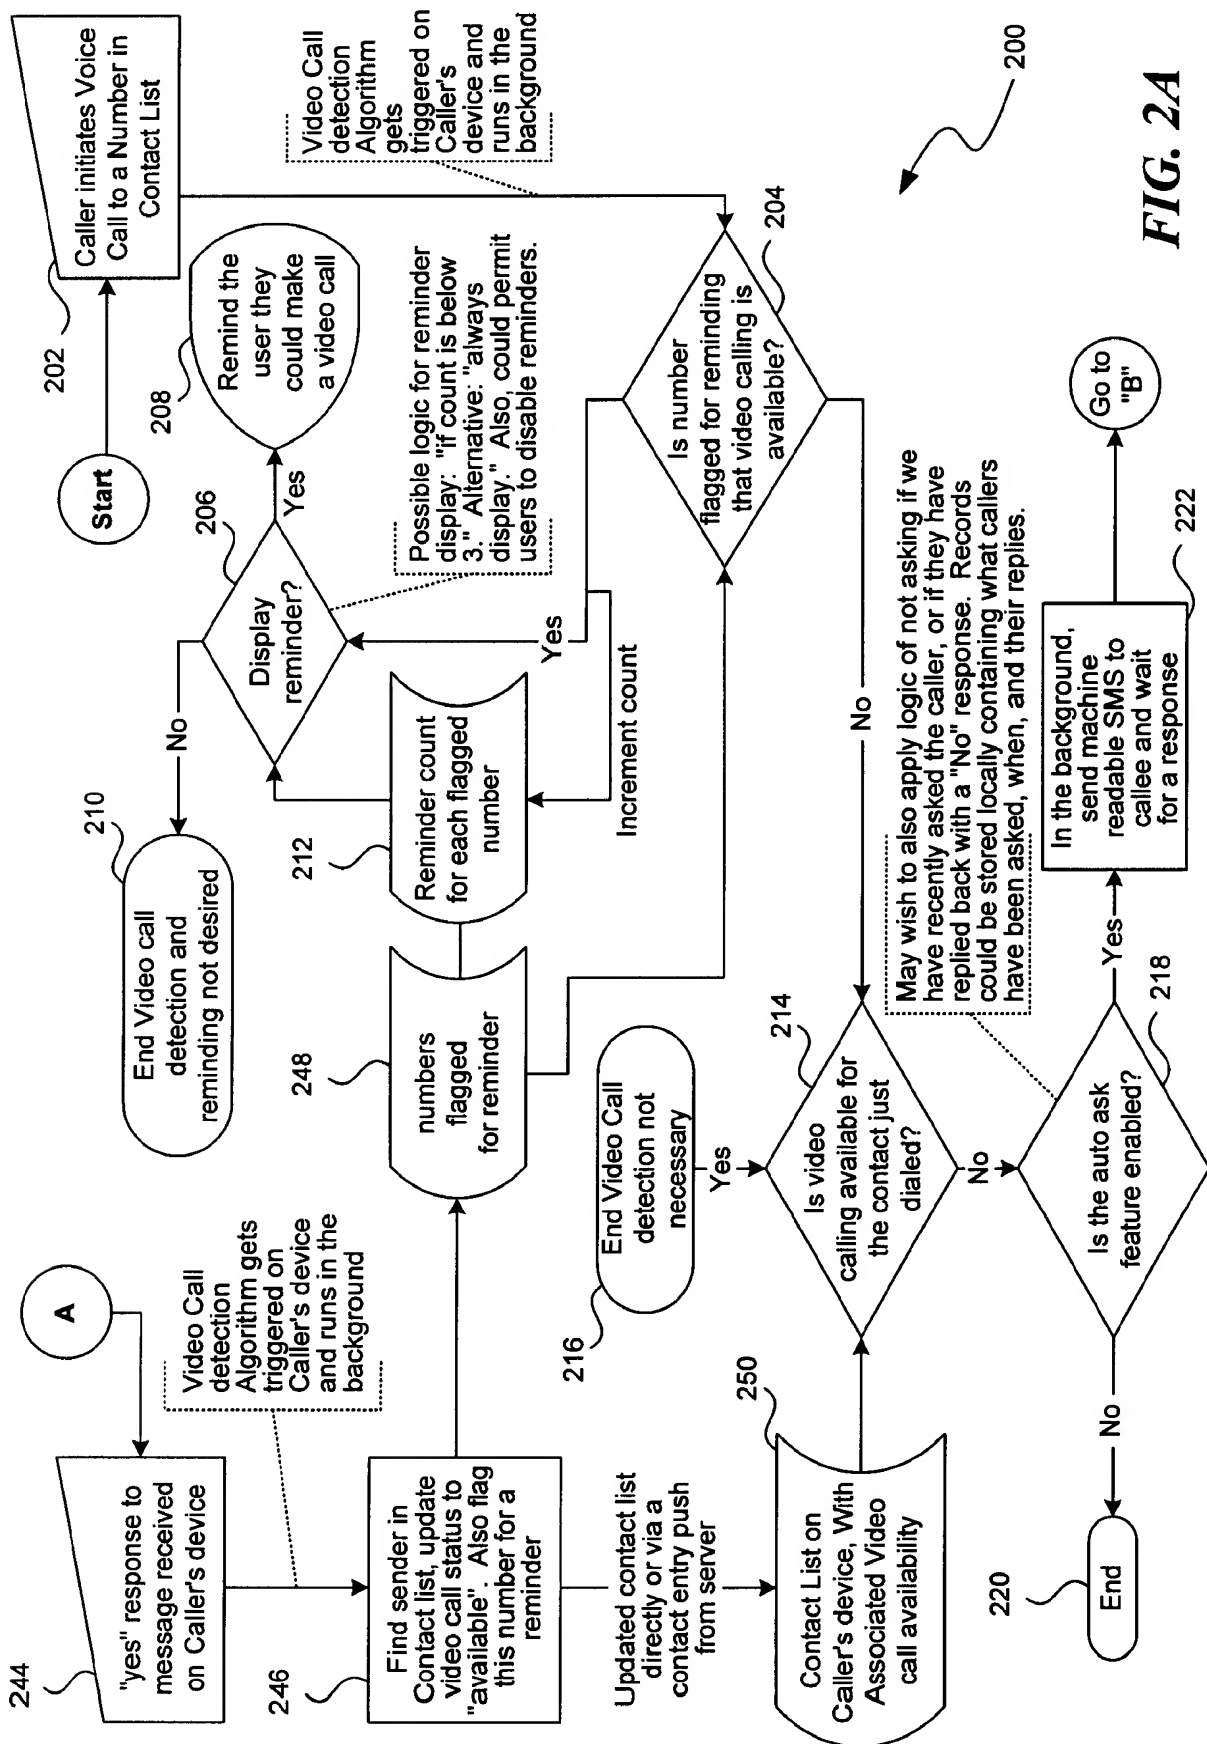 Start
202
Caller initiates Voice
Call to a Number in
Contact List
Video Call
detection
Algorithm
gets
triggered on
Caller's
device and
runs in the
background
204
Is number
flagged for reminding
that video calling is
available?
Yes
Increment count
No
206
Display
reminder?
Yes
No
208
Remind the
user they
could make
a video call
Possible logic for reminder
display: "if count is below
3." Alternative: "always
display." Also, could permit
users to disable reminders.
210
End Video call
detection and
reminding not desired
212
Reminder count
for each flagged
number
248
numbers
flagged
for reminder
A
244
"yes" response to
message received
on Caller's device
Video Call
detection
Algorithm gets
triggered on
Caller's device
and runs in the
background
246
Find sender in
Contact list, update
video call status to
"available". Also flag
this number for a
reminder
Updated contact list
directly or via a
contact entry push
from server
250
Contact List on
Caller's device, With
Associated Video
call availability
214
Is video
calling available for
the contact just
dialed?
Yes
216
End Video Call
detection not
necessary
No
218
Is the auto ask
feature enabled?
No
220
End
Yes
May wish to also apply logic of not asking if we
have recently asked the caller, or if they have
replied back with a "No" response. Records
could be stored locally containing what callers
have been asked, when, and their replies.
222
In the background,
send machine
readable SMS to
callee and wait
for a response
Go to
"B"
200
FIG. 2A